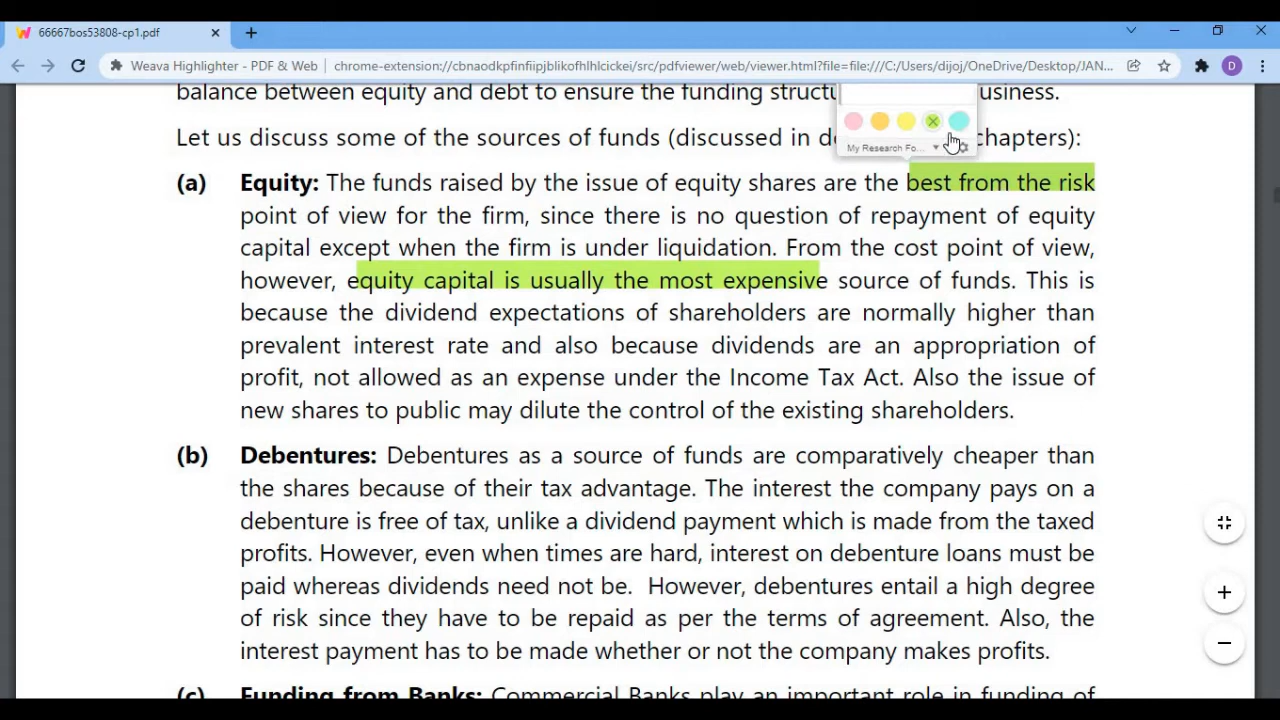 66667bos53808-cp1.pdf
Weava Highlighter - PDF & Web chrome-extension://cbnaodkpfinfiipjblikofhlhlcickei/src/pdfviewer/web/viewer.html?file=file:///C:/Users/dijoj/OneDrive/Desktop/JAN... D
balance between equity and debt to ensure the funding usiness.
Let us discuss some of the sources of funds (discussed in chapters):
My Research Fo...
(a) Equity: The funds raised by the issue of equity shares are the best from the risk
point of view for the firm, since there is no question of repayment of equity
capital except when the firm is under liquidation. From the cost point of view,
however, equity capital is usually the most expensive source of funds. This is
because the dividend expectations of shareholders are normally higher than
prevalent interest rate and also because dividends are an appropriation of
profit, not allowed as an expense under the Income Tax Act. Also the issue of
new shares to public may dilute the control of the existing shareholders.
(b) Debentures: Debentures as a source of funds are comparatively cheaper than
the shares because of their tax advantage. The interest the company pays on a
debenture is free of tax, unlike a dividend payment which is made from the taxed
profits. However, even when times are hard, interest on debenture loans must be
paid whereas dividends need not be. However, debentures entail a high degree
of risk since they have to be repaid as per the terms of agreement. Also, the
interest payment has to be made whether or not the company makes profits.
(c) Funding from Banks: Commercial Banks play an important role in funding of